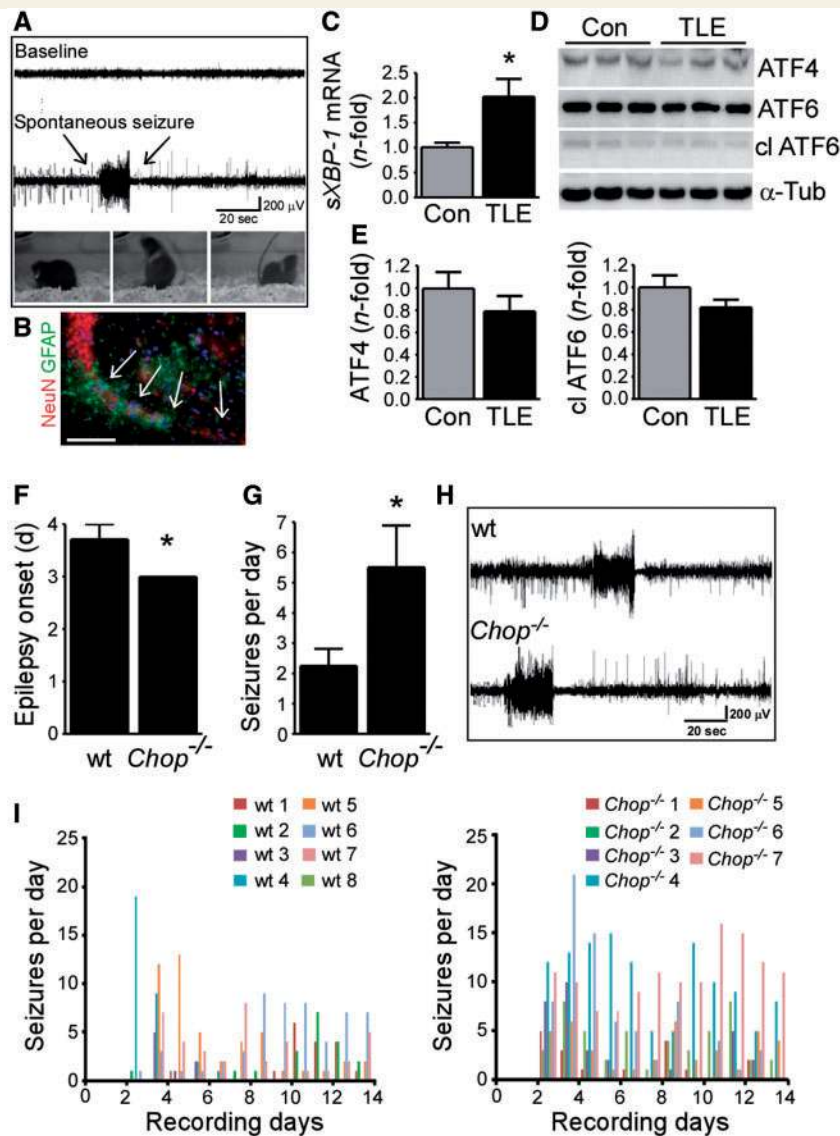 A
Baseline
Spontaneous seizure
200 µV
20 sec
B
NeuN GFAP
C
sXBP-1 mRNA
(n-fold)
2.5
2.0
1.5
1.0
0.5
0.0
*
Con TLE
D
Con TLE
ATF4
ATF6
cl ATF6
α-Tub
E
ATF4 (n-fold)
1.2
1.0
0.8
0.6
0.4
0.2
0.0
Con TLE
cl ATF6 (n-fold)
1.2
1.0
0.8
0.6
0.4
0.2
0.0
Con TLE
F
Epilepsy onset (d)
4
3
2
1
0
*
wt Chop-/-
G
Seizures per day
7
6
5
4
3
2
1
0
*
wt Chop-/-
H
wt
Chop-/-
200 µV
20 sec
I
Seizures per day
25
20
15
10
5
0
wt 1 wt 5
wt 2 wt 6
wt 3 wt 7
wt 4 wt 8
0 2 4 6 8 10 12 14
Recording days
Seizures per day
25
20
15
10
5
0
Chop-/- 1 Chop-/- 5
Chop-/- 2 Chop-/- 6
Chop-/- 3 Chop-/- 7
Chop-/- 4
0 2 4 6 8 10 12 14
Recording days